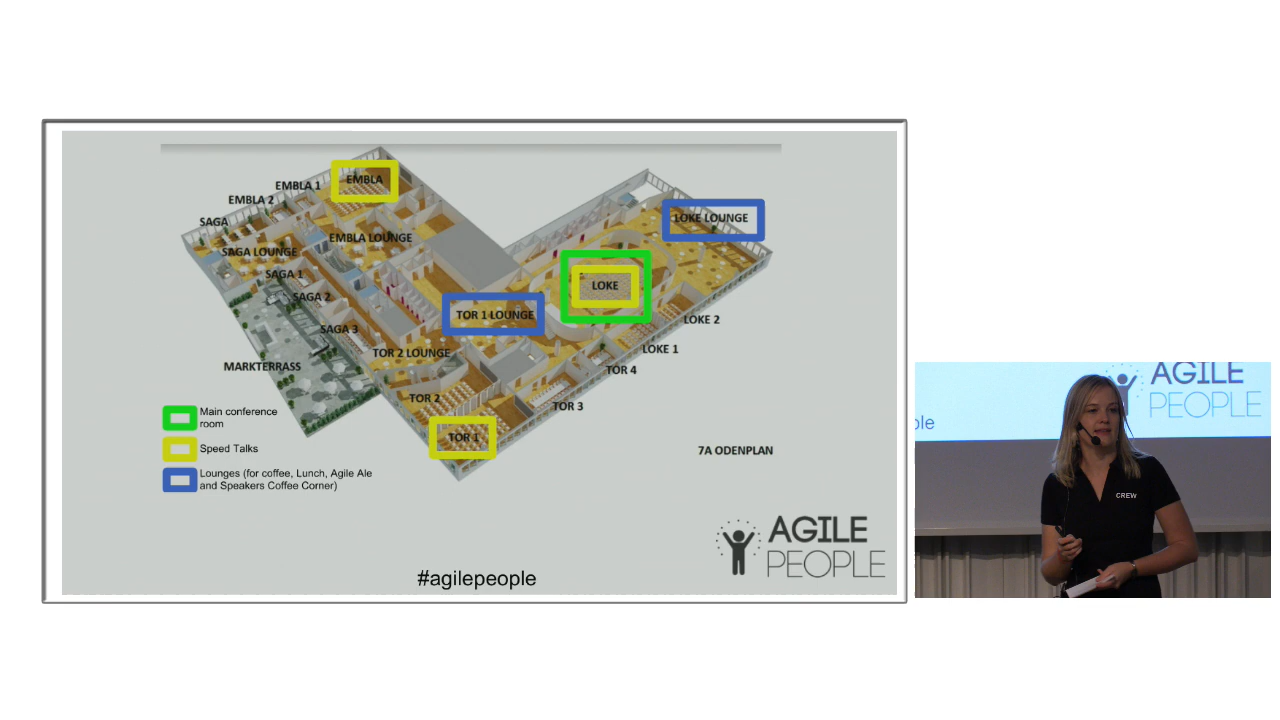 EMBLA
EMBLA 1
EMBLA 2
SAGA
LOKE LOUNGE
EMBLA LOUNGE
SAGA LOUNGE
SAGA 1
LOKE
SAGA 2
TOR 1 LOUNGE
LOKE 2
SAGA 3
LOKE 1
TOR 2 LOUNGE
MARKTERRASS
TOR 4
TOR 2
TOR 3
TOR 1
Main conference
room
Speed Talks
Lounges (for coffee, Lunch, Agile Ale
and Speakers Coffee Corner)
7A ODENPLAN
AGILE
PEOPLE
#agilepeople
AGILE
PEOPLE
ple
CREW